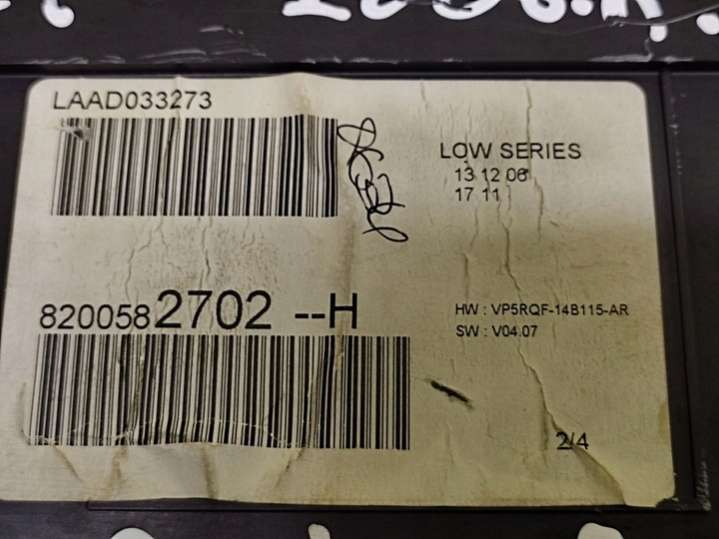 LAAD033273
LOW SERIES
13 12 06
17 11
8200582702 --H
HW : VP5RQF-14B115-AR
SW : V04.07
2/4